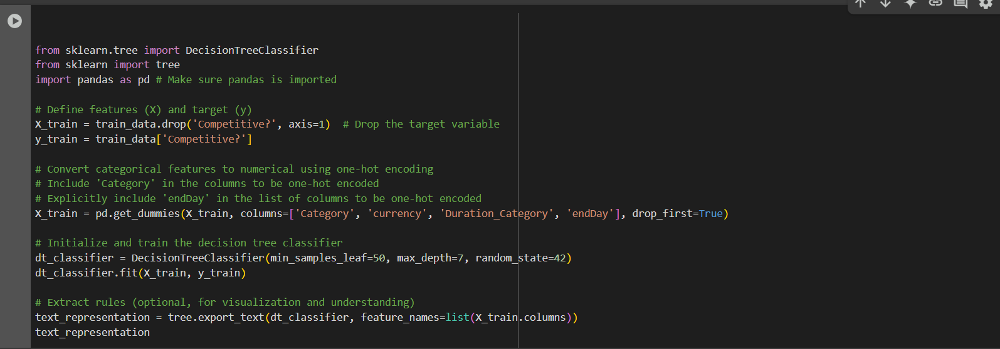 from sklearn.tree import DecisionTreeClassifier
from sklearn import tree
import pandas as pd # Make sure pandas is imported
# Define features (X) and target (y)
X_train = train_data.drop('Competitive?', axis=1)  # Drop the target variable
y_train = train_data['Competitive?']
# Convert categorical features to numerical using one-hot encoding
# Include 'Category' in the columns to be one-hot encoded
# Explicitly include 'endDay' in the list of columns to be one-hot encoded
X_train = pd.get_dummies(X_train, columns=['Category', 'currency', 'Duration_Category', 'endDay'], drop_first=True)
# Initialize and train the decision tree classifier
dt_classifier = DecisionTreeClassifier(min_samples_leaf=50, max_depth=7, random_state=42)
dt_classifier.fit(X_train, y_train)
# Extract rules (optional, for visualization and understanding)
text_representation = tree.export_text(dt_classifier, feature_names=list(X_train.columns))
text_representation